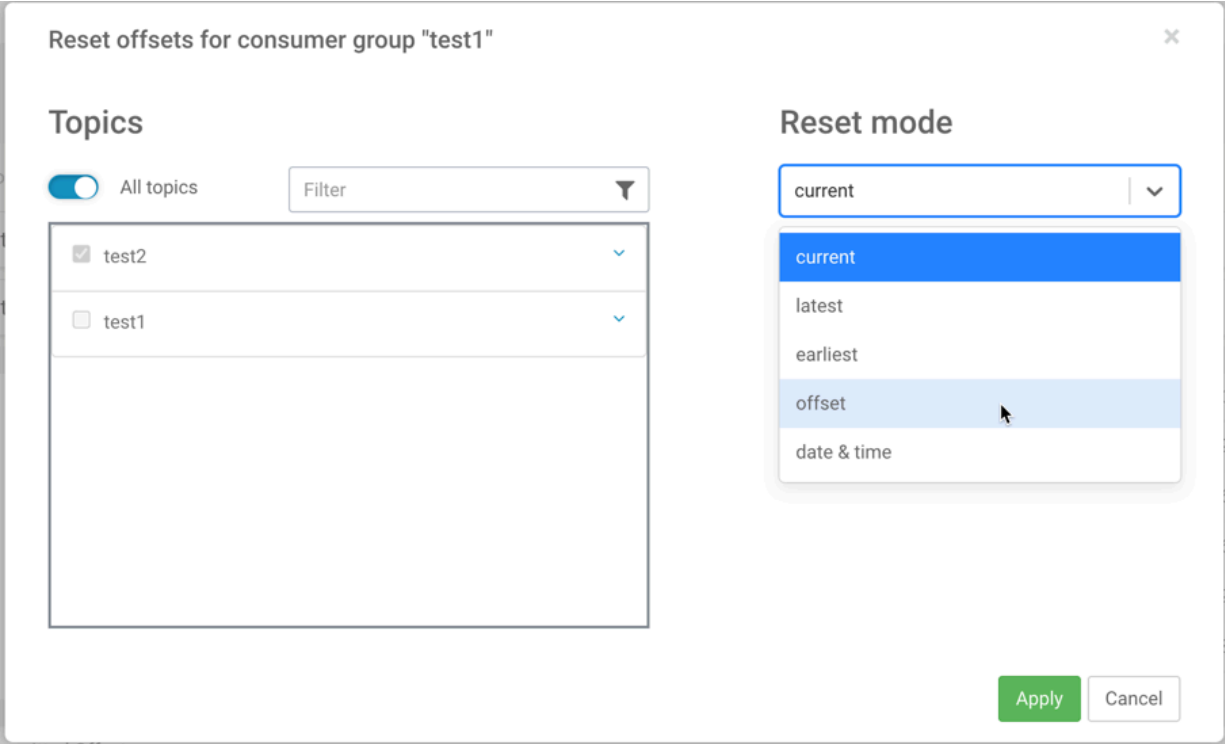 Reset offsets for consumer group "test1"
×
Topics
All topics
Filter
test2
test1
Reset mode
current
current
latest
earliest
offset
date & time
Apply
Cancel